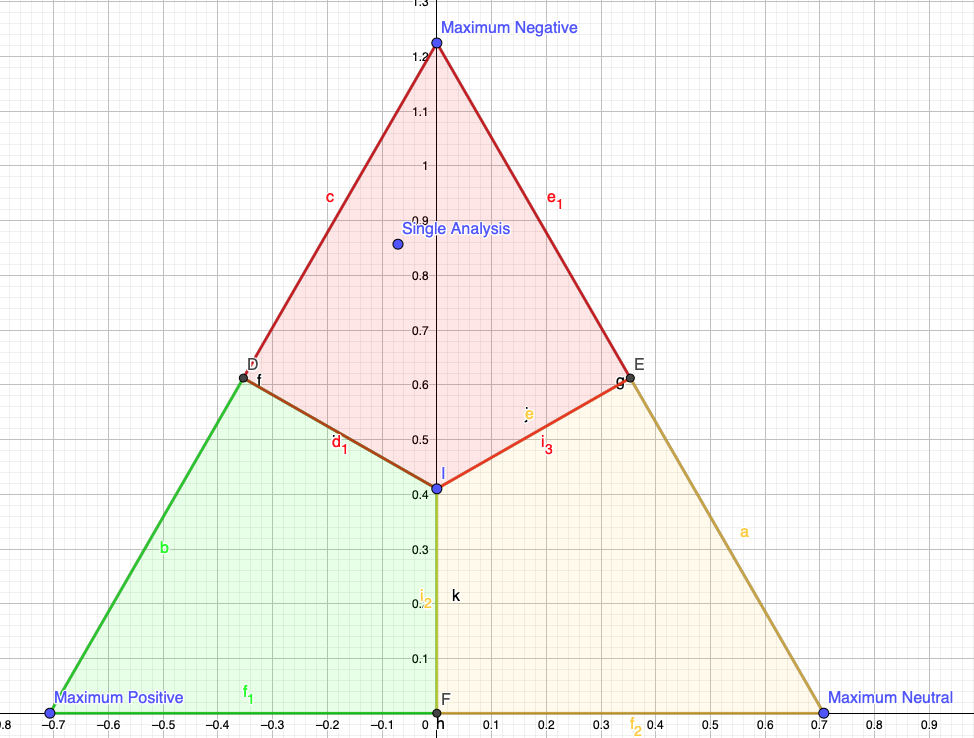 1.3
Maximum Negative
1.2
1.1
1
c
e1
0.9
Single Analysis
0.8
0.7
D
E
f
g
0.6
e
j
0.5
d1
i3
I
0.4
a
b
0.3
i2
k
0.2
0.1
f1
F
Maximum Positive
Maximum Neutral
0.8 −0.7 −0.6 −0.5 −0.4 −0.3 −0.2 −0.1 0 0.1 0.2 0.3 0.4 0.5 0.6 0.7 0.8 0.9
h
f2